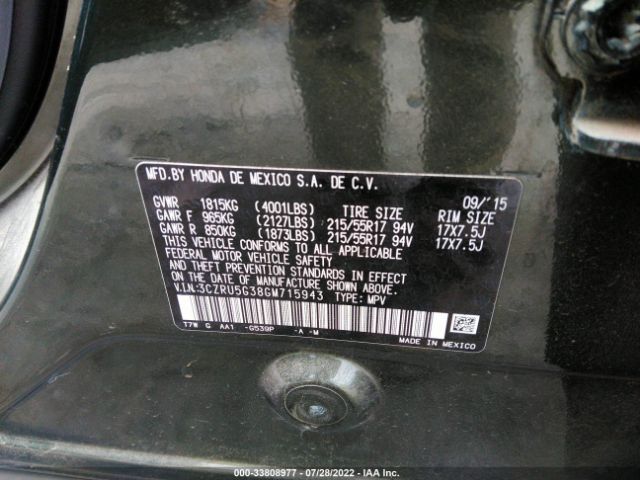 MFD.BY HONDA DE MEXICO S.A. DE C.V.
09/'15
GVWR 1815KG (4001LBS) TIRE SIZE RIM SIZE
GAWR F 965KG (2127LBS) 215/55R17 94V 17X7.5J
GAWR R 850KG (1873LBS) 215/55R17 94V 17X7.5J
THIS VEHICLE CONFORMS TO ALL APPLICABLE
FEDERAL MOTOR VEHICLE SAFETY
AND THEFT PREVENTION STANDARDS IN EFFECT
ON THE DATE OF MANUFACTURE SHOWN ABOVE.
V.I.N:3CZRU5G38GM715943 TYPE: MPV
T7W G AA1 -G539P -A -M
MADE IN MEXICO
000-33808977 - 07/28/2022 - IAA Inc.